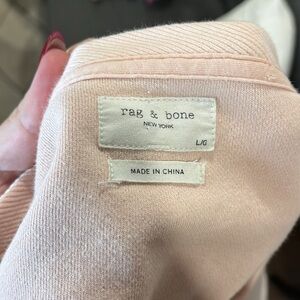 rag & bone
NEW YORK
L/G
MADE IN CHINA